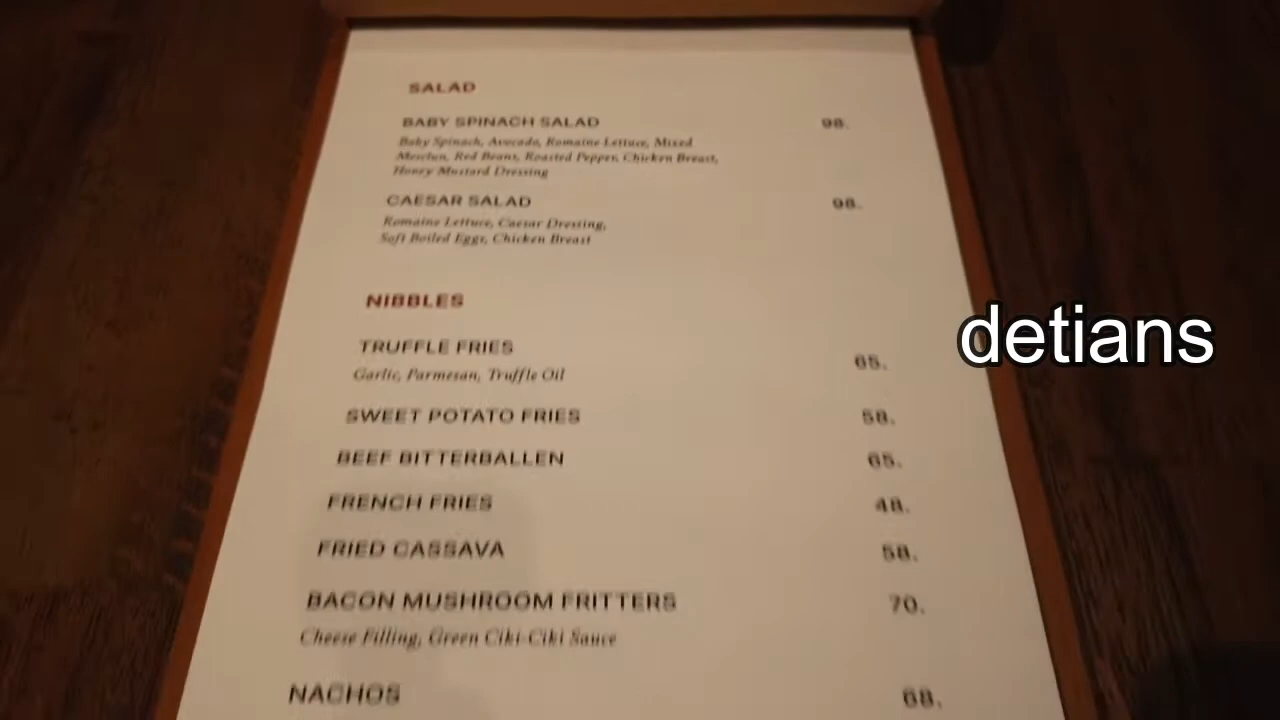 SALAD
BABY SPINACH SALAD 98.
Baby Spinach, Avocado, Romaine Lettuce, Mixed
Mesclun, Red Beans, Roasted Pepper, Chicken Breast,
Honey Mustard Dressing
CAESAR SALAD 98.
Romaine Lettuce, Caesar Dressing,
Soft Boiled Eggs, Chicken Breast
NIBBLES
TRUFFLE FRIES 65.
Garlic, Parmesan, Truffle Oil
detians
SWEET POTATO FRIES 58.
BEEF BITTERBALLEN 65.
FRENCH FRIES 48.
FRIED CASSAVA 58.
BACON MUSHROOM FRITTERS 70.
Cheese Filling, Green Ciki-Ciki Sauce
NACHOS 68.